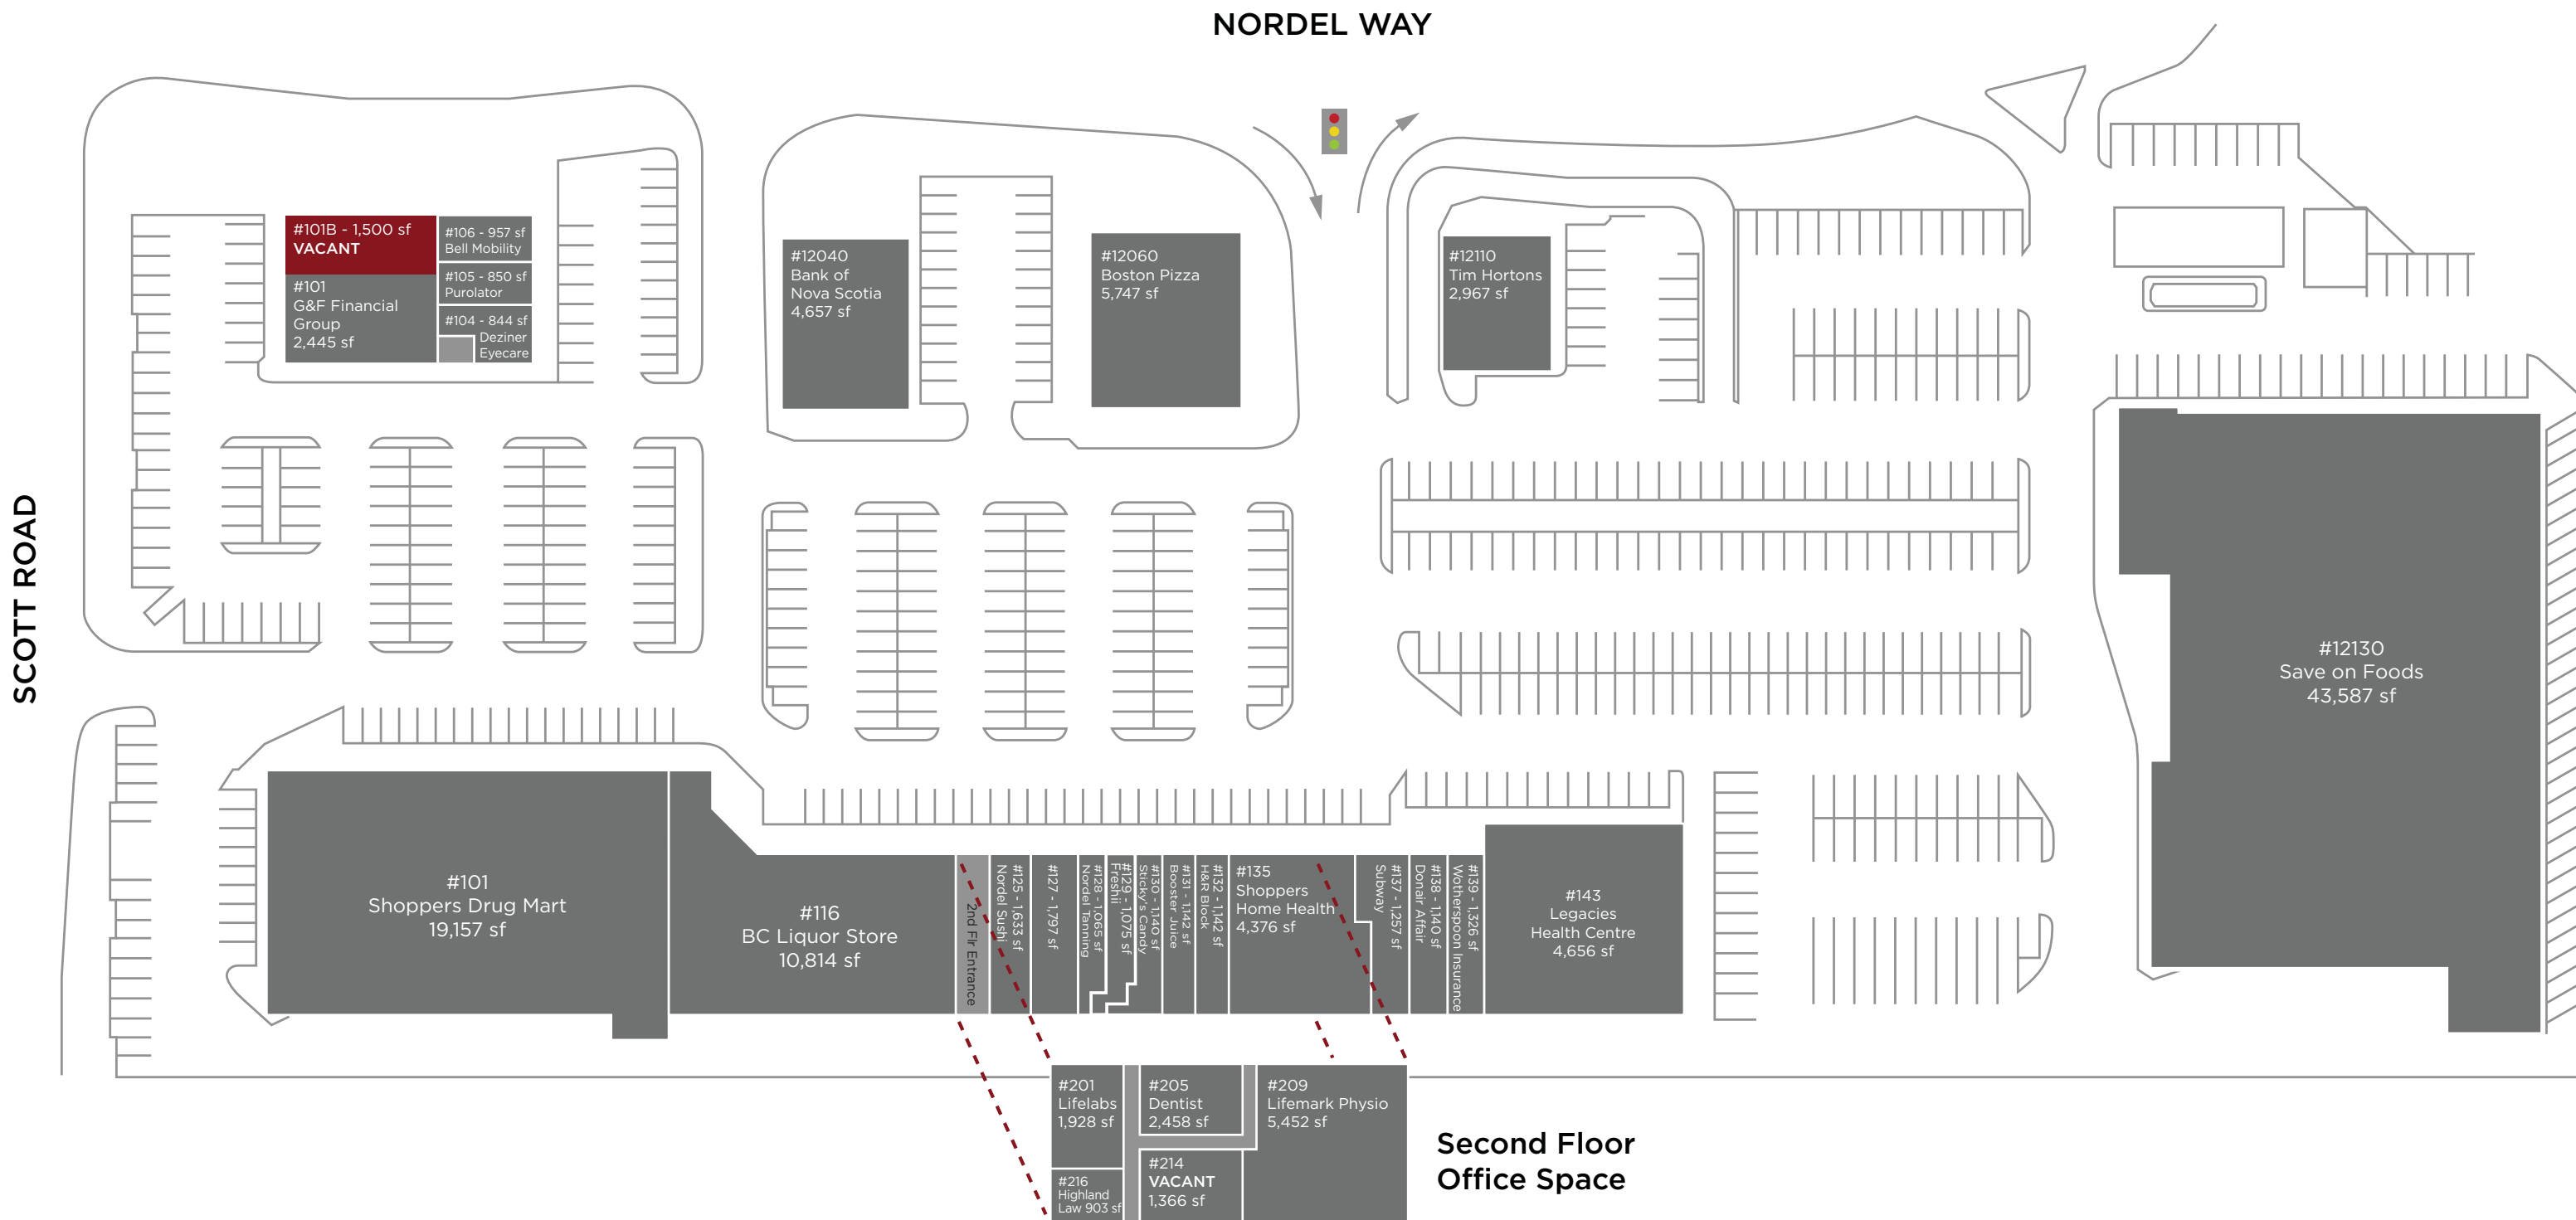 NORDEL WAY
SCOTT ROAD
#101B - 1,500 sf
VACANT
#101
G&F Financial
Group
2,445 sf
#106 - 957 sf
Bell Mobility
#105 - 850 sf
Purolator
#104 - 844 sf
Deziner
Eyecare
#12040
Bank of
Nova Scotia
4,657 sf
#12060
Boston Pizza
5,747 sf
#12110
Tim Hortons
2,967 sf
#12130
Save on Foods
43,587 sf
#101
Shoppers Drug Mart
19,157 sf
#116
BC Liquor Store
10,814 sf
2nd Flr Entrance
#125 - 1,633 sf
Nordel Sushi
#127 - 1,797 sf
#128 - 1,065 sf
Nordel Tanning
#129 - 1,075 sf
Freshii
#130 - 1,140 sf
Sticky's Candy
#131 - 1,142 sf
Booster Juice
#132 - 1,142 sf
H&R Block
#135
Shoppers
Home Health
4,376 sf
#137 - 1,257 sf
Subway
#138 - 1,140 sf
Donair Affair
#139 - 1,326 sf
Wotherspoon Insurance
#143
Legacies
Health Centre
4,656 sf
#201
Lifelabs
1,928 sf
#205
Dentist
2,458 sf
#209
Lifemark Physio
5,452 sf
#216
Highland
Law 903 sf
#214
VACANT
1,366 sf
Second Floor
Office Space